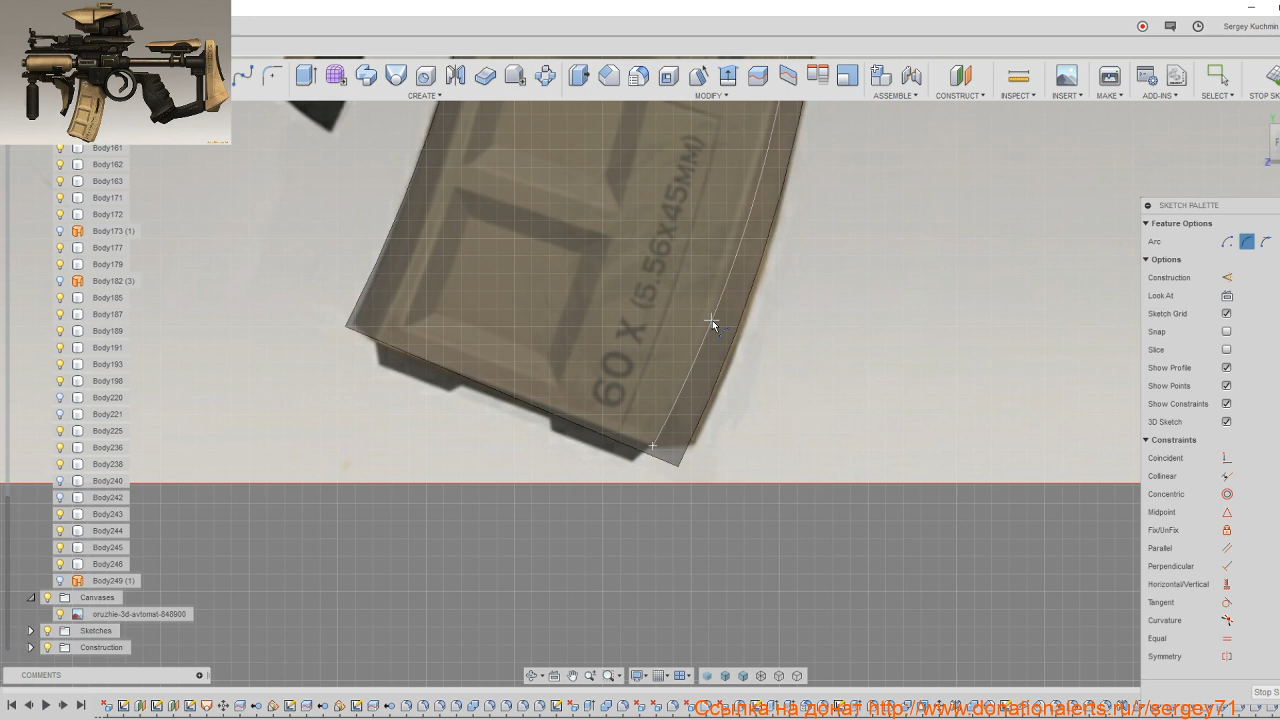 Sergey Kuchmin
CREATE
MODIFY
ASSEMBLE
CONSTRUCT
INSPECT
INSERT
MAKE
ADD-INS
SELECT
STOP SK
Body161
Body162
Body163
Body171
Body172
Body173 (1)
Body177
Body179
Body182 (3)
Body185
Body187
Body189
Body191
Body193
Body198
Body220
Body221
Body225
Body236
Body238
Body240
Body242
Body243
Body244
Body245
Body246
Body249 (1)
Canvases
oruzhie-3d-avtomat-848900
Sketches
Construction
COMMENTS
60 X (5.56X45MM)
SKETCH PALETTE
Feature Options
Arc
Options
Construction
Look At
Sketch Grid
Snap
Slice
Show Profile
Show Points
Show Constraints
3D Sketch
Constraints
Coincident
Collinear
Concentric
Midpoint
Fix/UnFix
Parallel
Perpendicular
Horizontal/Vertical
Tangent
Curvature
Equal
Symmetry
Stop S
Ссылка на донат http://www.donationalerts.ru/r/sergey71